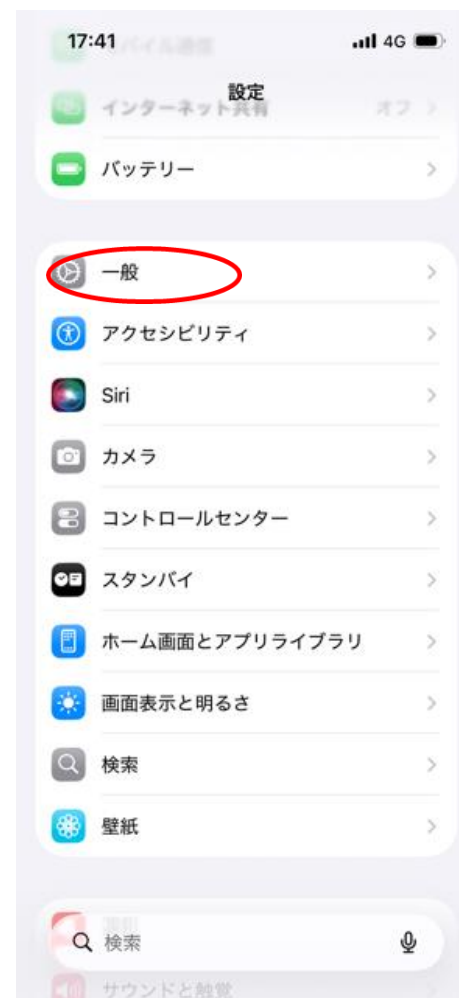 17:41
4G
設定
インターネット共有 オフ
バッテリー
一般
アクセシビリティ
Siri
カメラ
コントロールセンター
スタンバイ
ホーム画面とアプリライブラリ
画面表示と明るさ
検索
壁紙
検索
サウンドと触覚